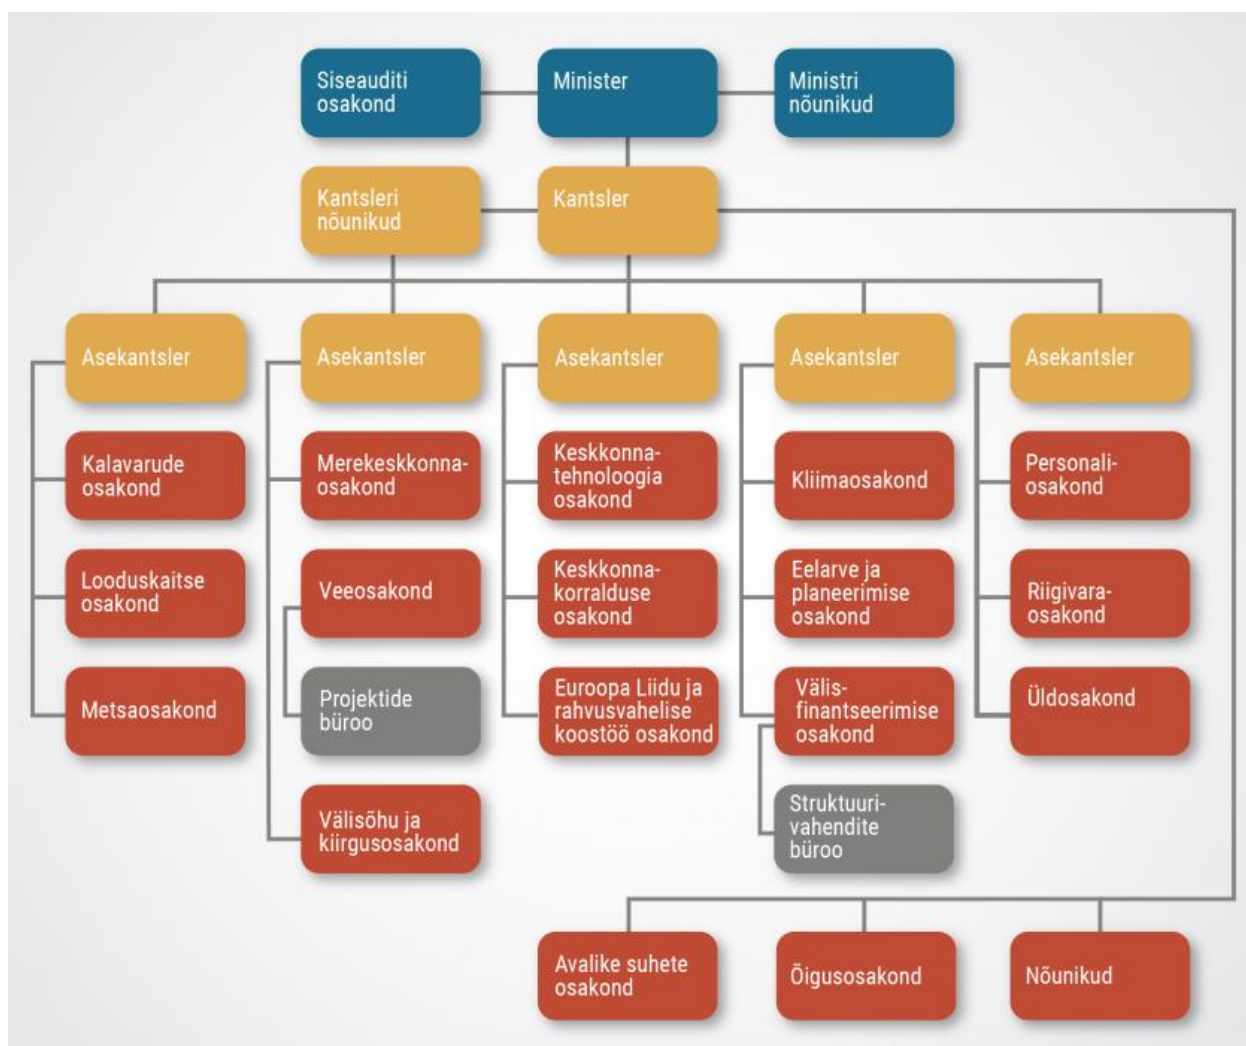 Siseauditi
osakond
Minister
Ministri
nõunikud
Kantsleri
nõunikud
Kantsler
Asekantsler
Asekantsler
Asekantsler
Asekantsler
Asekantsler
Kalavarude
osakond
Merekeskkonna-
osakond
Keskkonna-
tehnoloogia
osakond
Kliimaosakond
Personali-
osakond
Looduskaitse
osakond
Veeosakond
Keskkonna-
korralduse
osakond
Eelarve ja
planeerimise
osakond
Riigivara-
osakond
Metsaosakond
Projektide
büroo
Euroopa Liidu ja
rahvusvahelise
koostöö osakond
Välis-
finantseerimise
osakond
Üldosakond
Välisõhu ja
kiirgusosakond
Struktuuri-
vahendite
büroo
Avalike suhete
osakond
Õigusosakond
Nõunikud